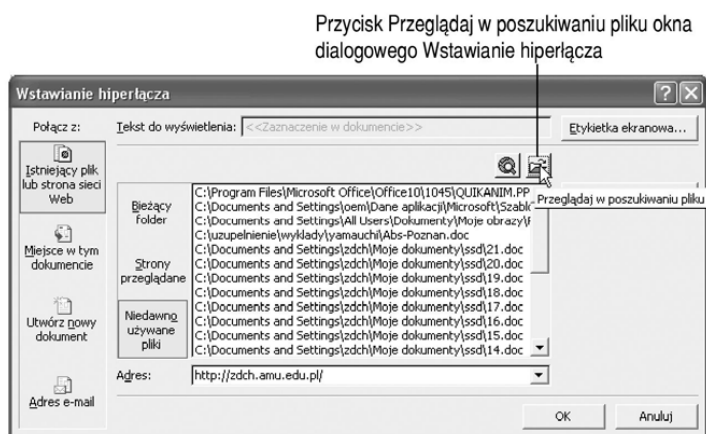 Przycisk Przeglądaj w poszukiwaniu pliku okna
dialogowego Wstawianie hiperłącza
Wstawianie hiperłącza
Połącz z:
Tekst do wyświetlenia: <<Zaznaczenie w dokumencie>>
Etykietka ekranowa...
Istniejący plik
lub strona sieci
Web
Miejsce w tym
dokumencie
Utwórz nowy
dokument
Adres e-mail
Bieżący
folder
Strony
przeglądane
Niedawno
używane
pliki
C:\Program Files\Microsoft Office\Office10\1045\QUIKANIM.PP
Przeglądaj w poszukiwaniu pliku
C:\Documents and Settings\oem\Dane aplikacji\Microsoft\Szablo
C:\Documents and Settings\All Users\Dokumenty\Moje obrazy\
C:\uzupelnienie\wyklady\yamauchi\Abs-Poznan.doc
C:\Documents and Settings\zdch\Moje dokumenty\ssd\21.doc
C:\Documents and Settings\zdch\Moje dokumenty\ssd\20.doc
C:\Documents and Settings\zdch\Moje dokumenty\ssd\19.doc
C:\Documents and Settings\zdch\Moje dokumenty\ssd\18.doc
C:\Documents and Settings\zdch\Moje dokumenty\ssd\17.doc
C:\Documents and Settings\zdch\Moje dokumenty\ssd\16.doc
C:\Documents and Settings\zdch\Moje dokumenty\ssd\15.doc
C:\Documents and Settings\zdch\Moje dokumenty\ssd\14.doc
Adres:
http://zdch.amu.edu.pl/
OK
Anuluj